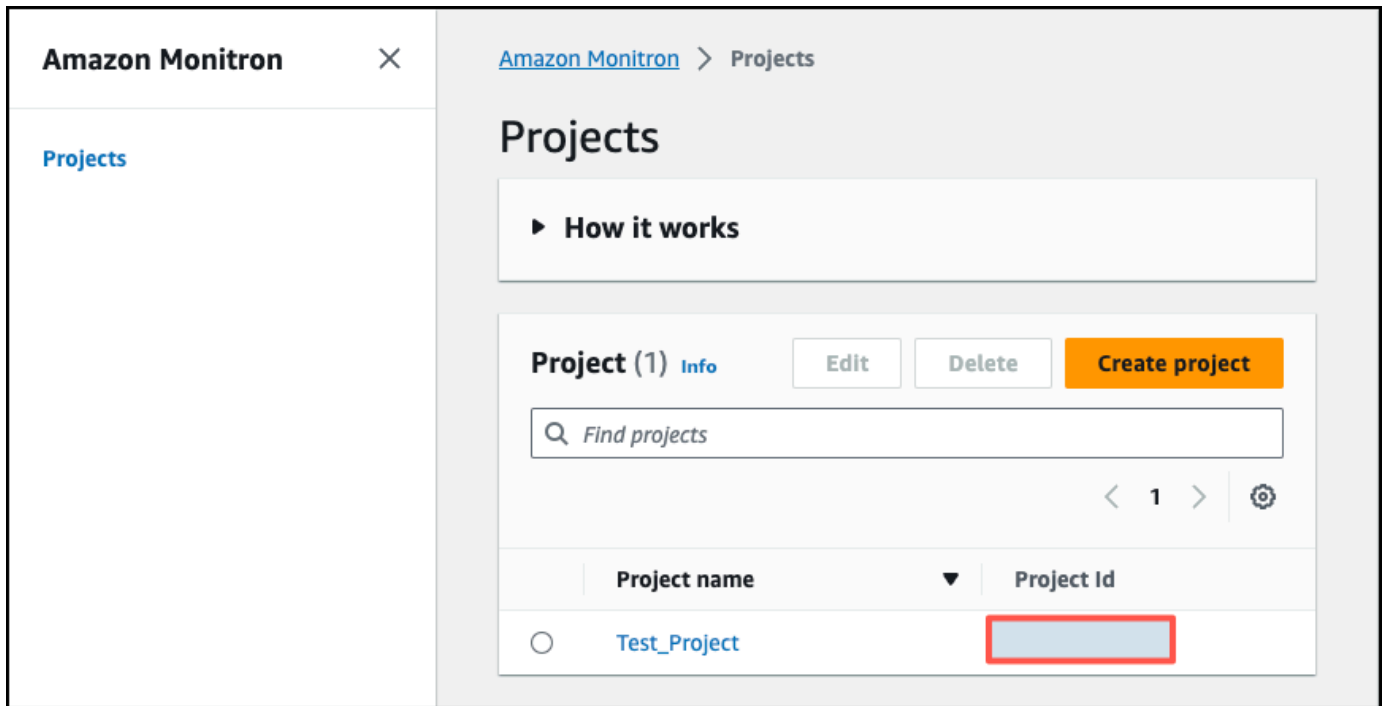 Amazon Monitron
Projects
Amazon Monitron > Projects
Projects
How it works
Project (1) Info
Edit
Delete
Create project
Find projects
1
Project name
Project Id
Test_Project